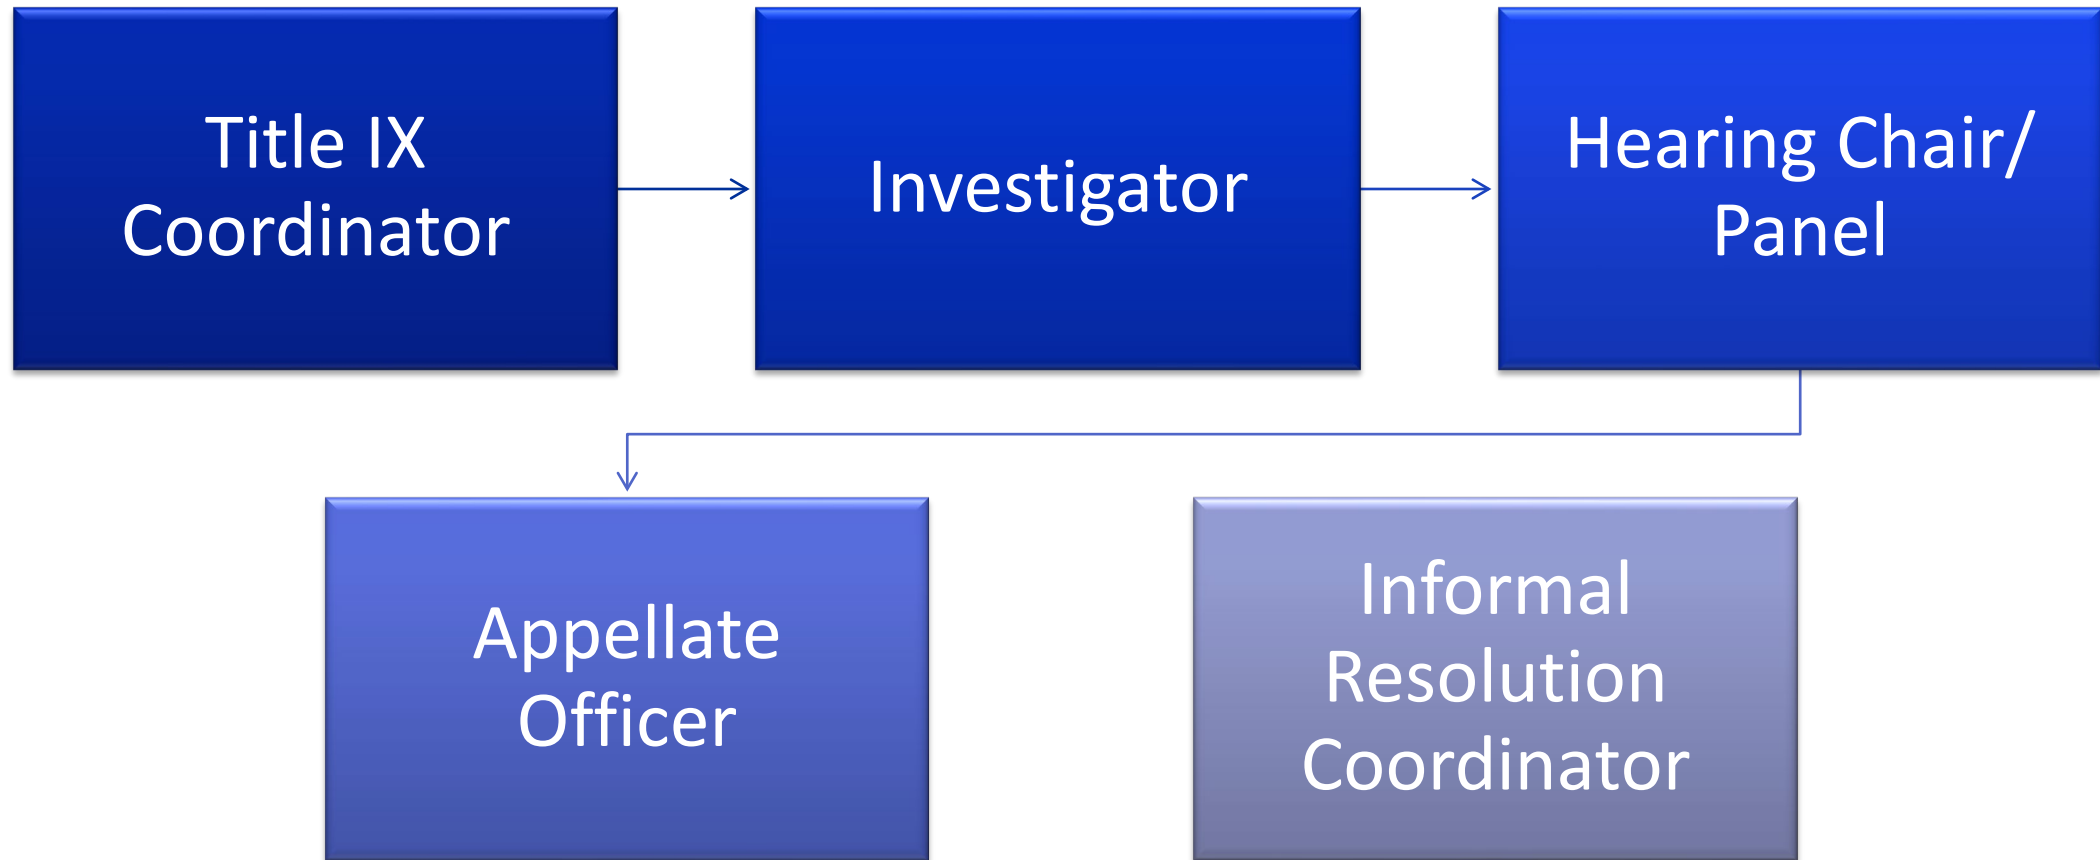 Title IX
Coordinator
Investigator
Hearing Chair/
Panel
Appellate
Officer
Informal
Resolution
Coordinator